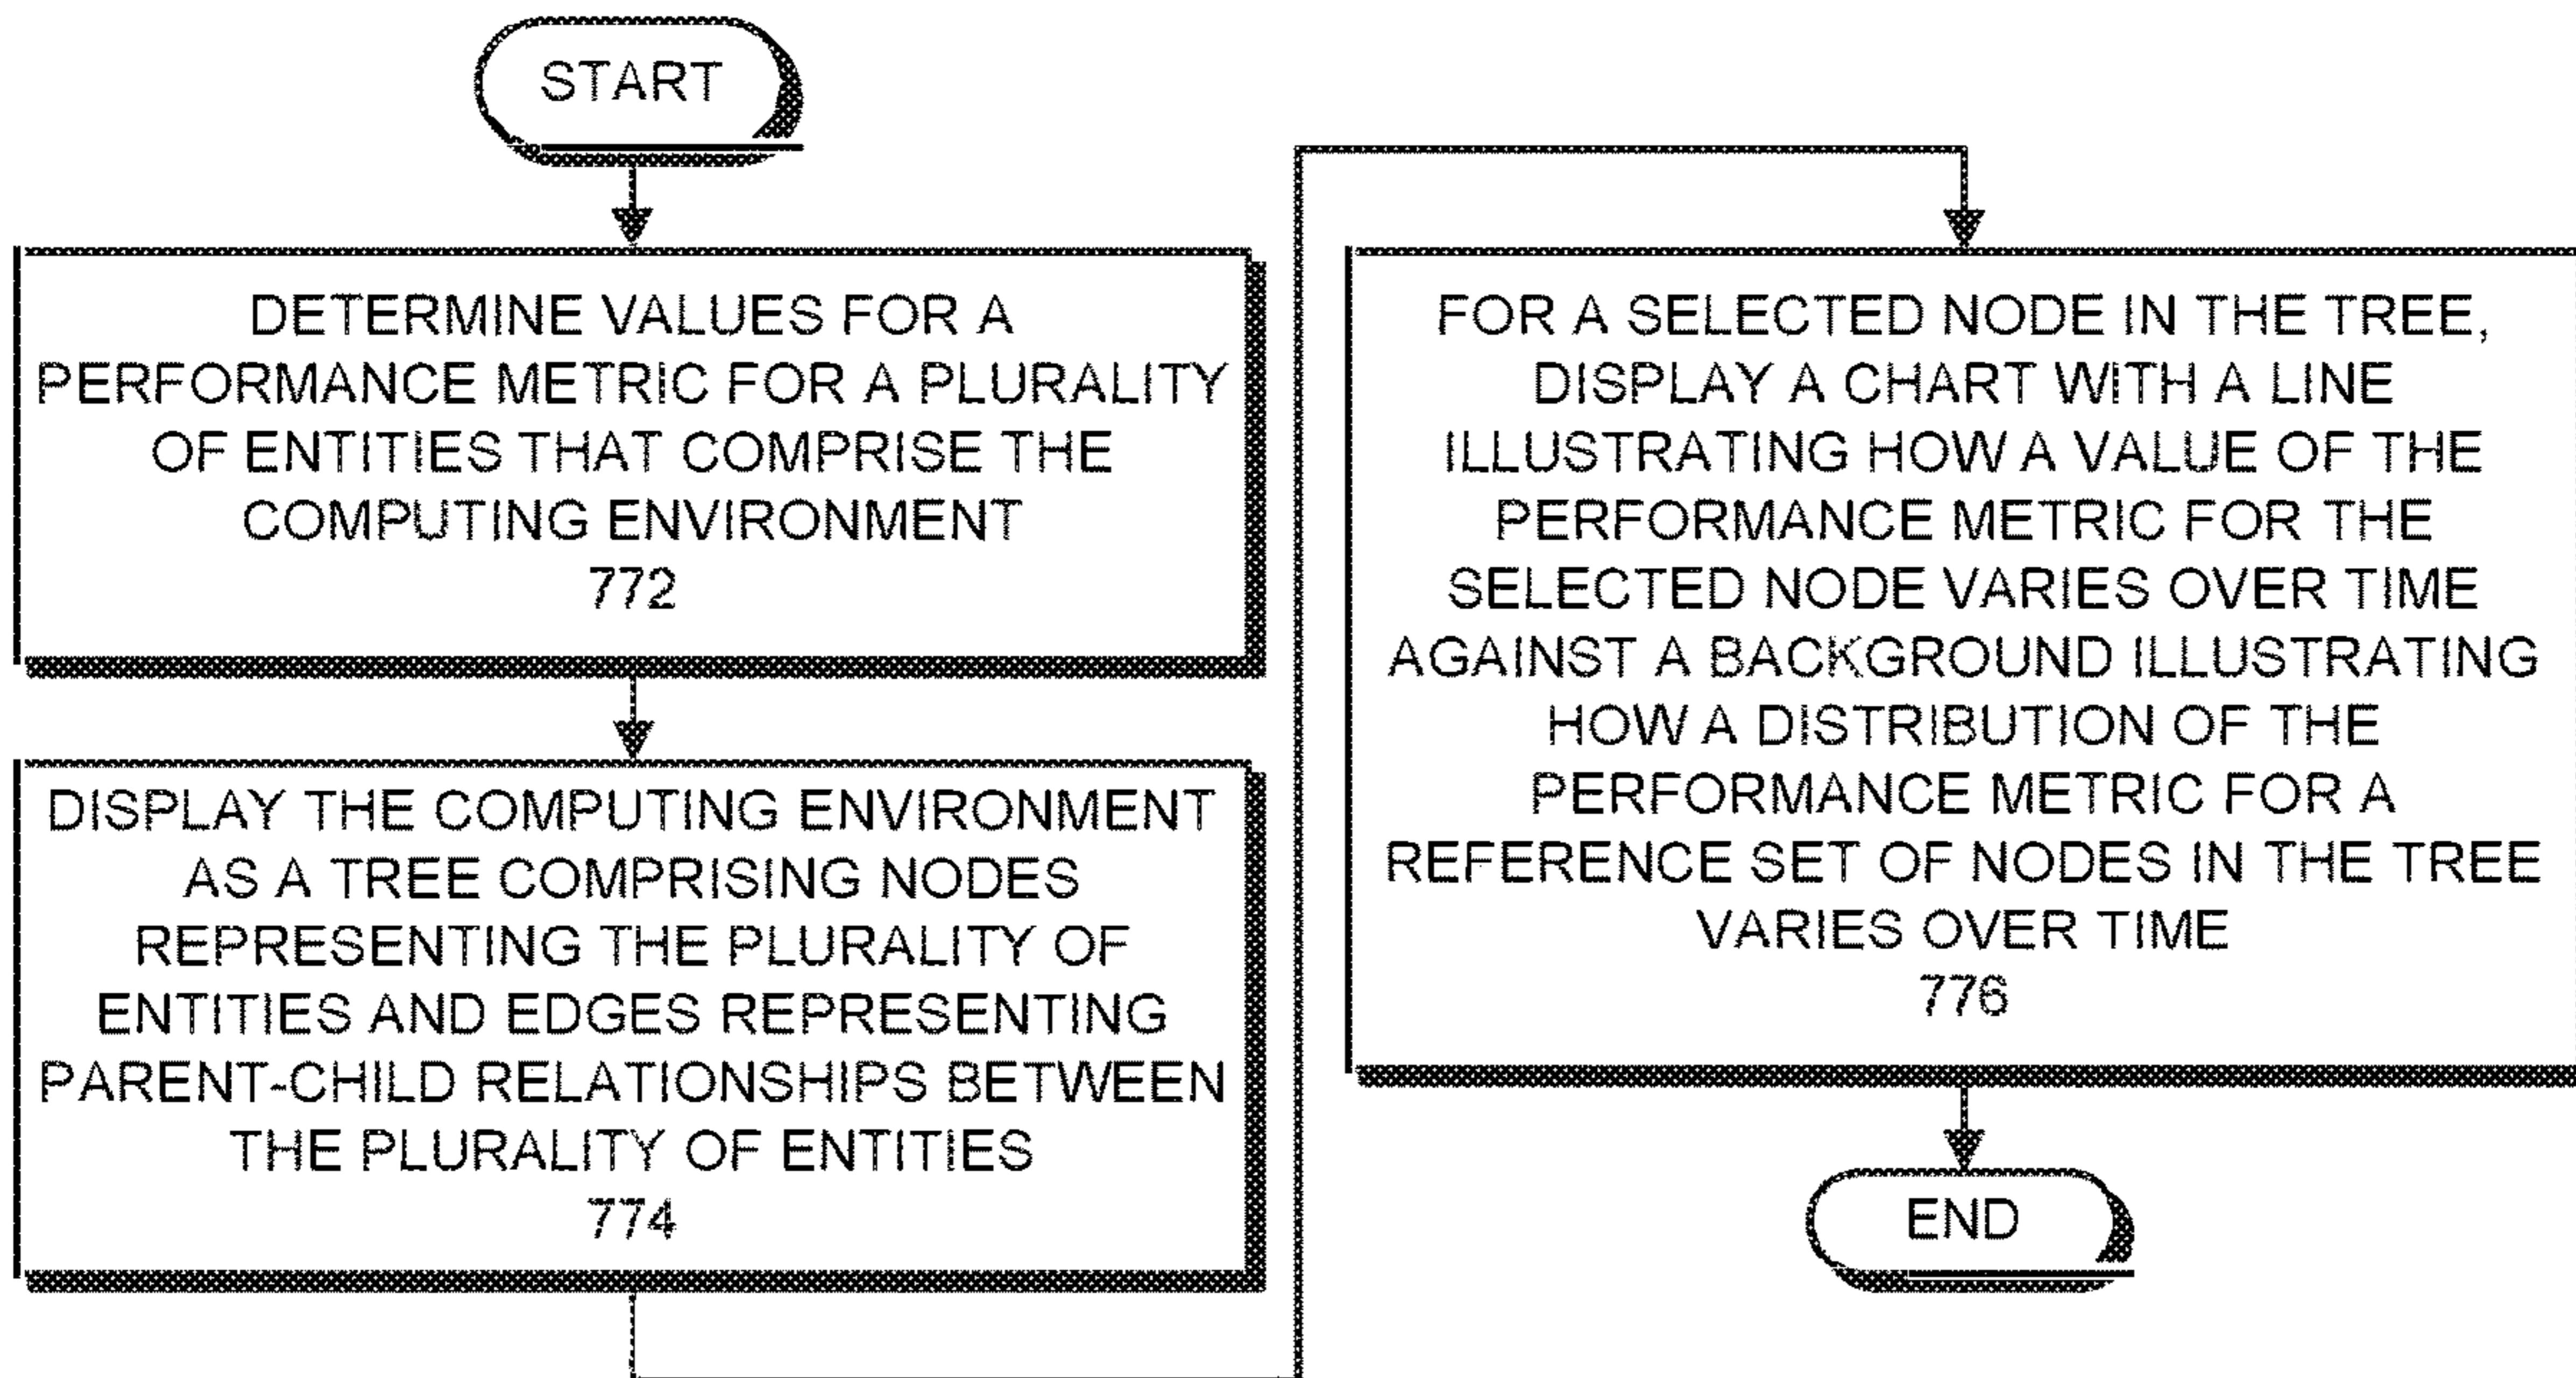 START
DETERMINE VALUES FOR A
PERFORMANCE METRIC FOR A PLURALITY
OF ENTITIES THAT COMPRISE THE
COMPUTING ENVIRONMENT
772
DISPLAY THE COMPUTING ENVIRONMENT
AS A TREE COMPRISING NODES
REPRESENTING THE PLURALITY OF
ENTITIES AND EDGES REPRESENTING
PARENT-CHILD RELATIONSHIPS BETWEEN
THE PLURALITY OF ENTITIES
774
FOR A SELECTED NODE IN THE TREE,
DISPLAY A CHART WITH A LINE
ILLUSTRATING HOW A VALUE OF THE
PERFORMANCE METRIC FOR THE
SELECTED NODE VARIES OVER TIME
AGAINST A BACKGROUND ILLUSTRATING
HOW A DISTRIBUTION OF THE
PERFORMANCE METRIC FOR A
REFERENCE SET OF NODES IN THE TREE
VARIES OVER TIME
776
END